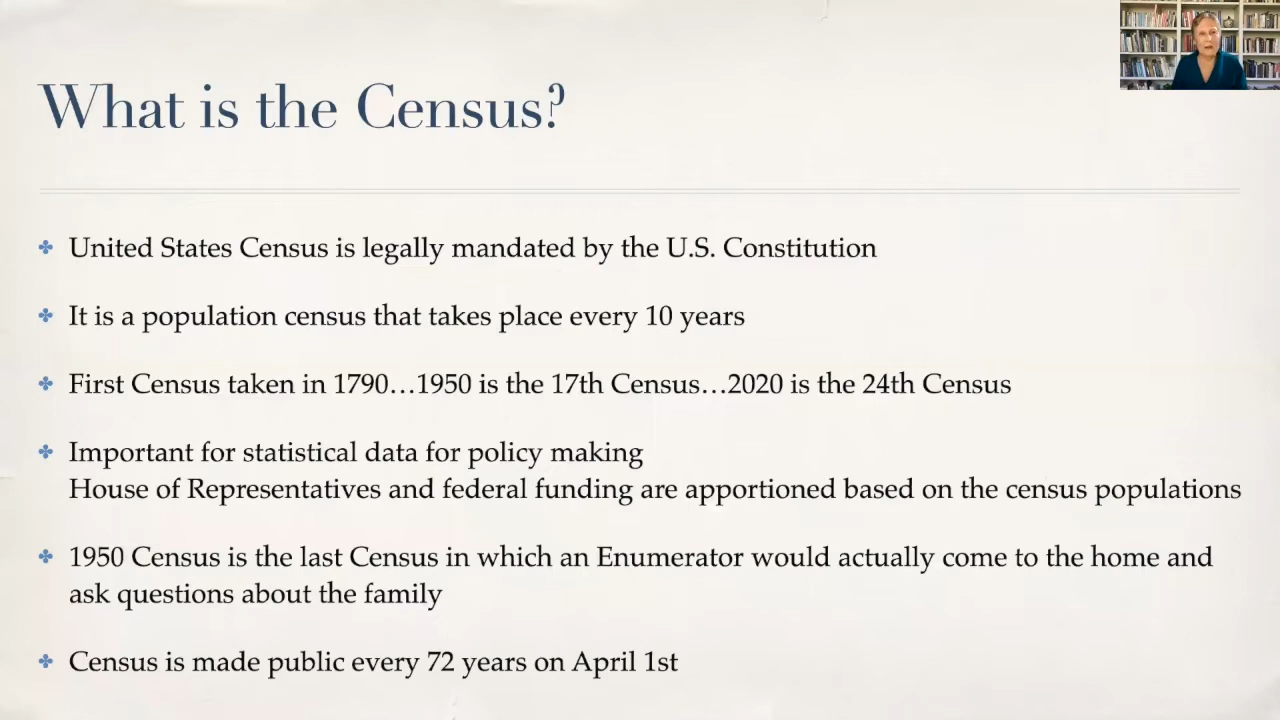 What is the Census?
United States Census is legally mandated by the U.S. Constitution
It is a population census that takes place every 10 years
First Census taken in 1790…1950 is the 17th Census…2020 is the 24th Census
Important for statistical data for policy making
House of Representatives and federal funding are apportioned based on the census populations
1950 Census is the last Census in which an Enumerator would actually come to the home and
ask questions about the family
Census is made public every 72 years on April 1st